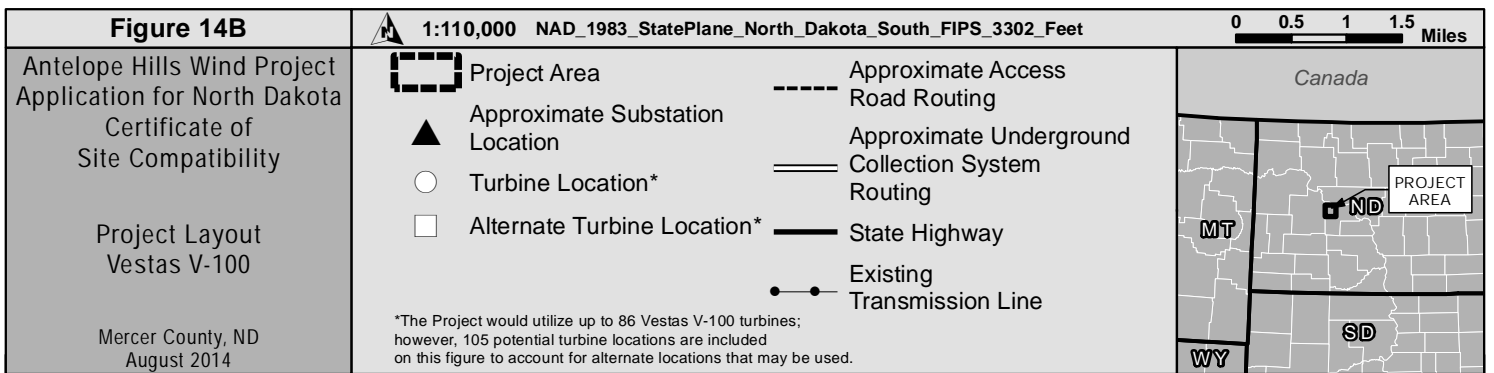 Figure 14B
Antelope Hills Wind Project
Application for North Dakota
Certificate of
Site Compatibility
Project Layout
Vestas V-100
Mercer County, ND
August 2014
N
1:110,000 NAD_1983_StatePlane_North_Dakota_South_FIPS_3302_Feet
0 0.5 1 1.5
Miles
Project Area
Approximate Substation
Location
Turbine Location*
Alternate Turbine Location*
Approximate Access
Road Routing
Approximate Underground
Collection System
Routing
State Highway
Existing
Transmission Line
*The Project would utilize up to 86 Vestas V-100 turbines;
however, 105 potential turbine locations are included
on this figure to account for alternate locations that may be used.
Canada
PROJECT
AREA
ND
MT
SD
WY